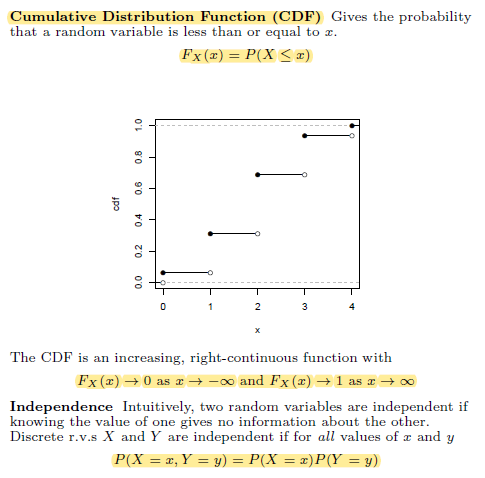 Cumulative Distribution Function (CDF) Gives the probability
that a random variable is less than or equal to x.
F_X(x) = P(X ≤ x)
1.0
0.8
0.6
0.4
0.2
0.0
cdf
0 1 2 3 4
x
The CDF is an increasing, right-continuous function with
F_X(x) → 0 as x → −∞ and F_X(x) → 1 as x → ∞
Independence Intuitively, two random variables are independent if
knowing the value of one gives no information about the other.
Discrete r.v.s X and Y are independent if for all values of x and y
P(X = x, Y = y) = P(X = x)P(Y = y)